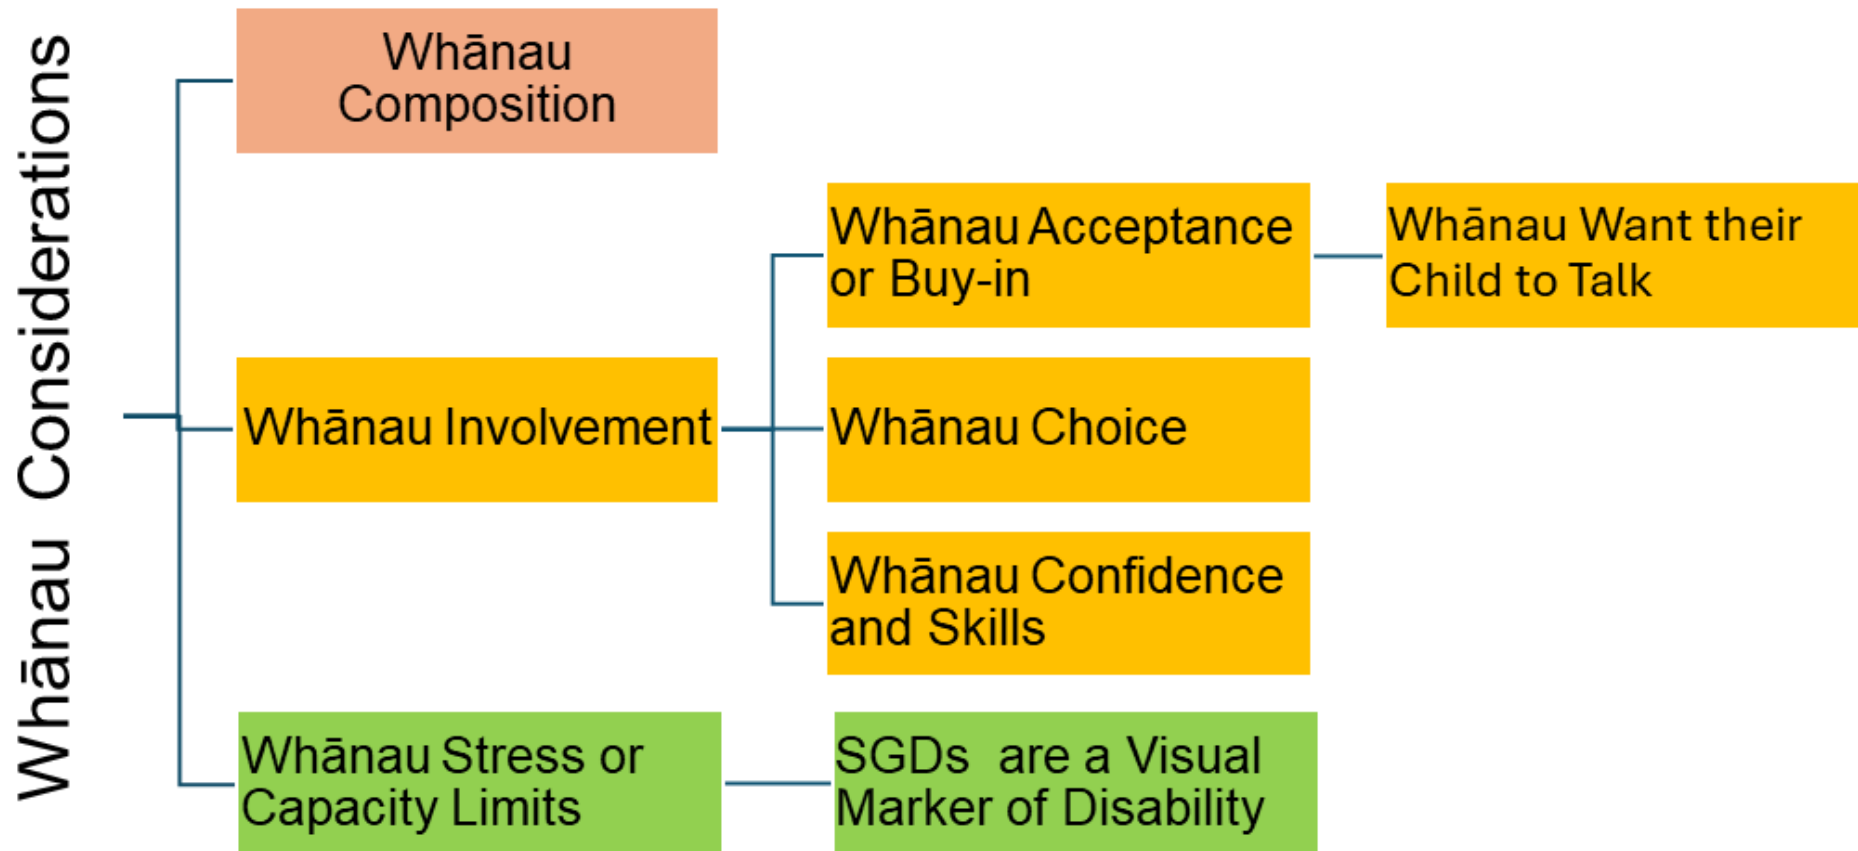 Whānau Considerations
Whānau
Composition
Whānau Involvement
Whānau Acceptance
or Buy-in
Whānau Want their
Child to Talk
Whānau Choice
Whānau Confidence
and Skills
Whānau Stress or
Capacity Limits
SGDs are a Visual
Marker of Disability